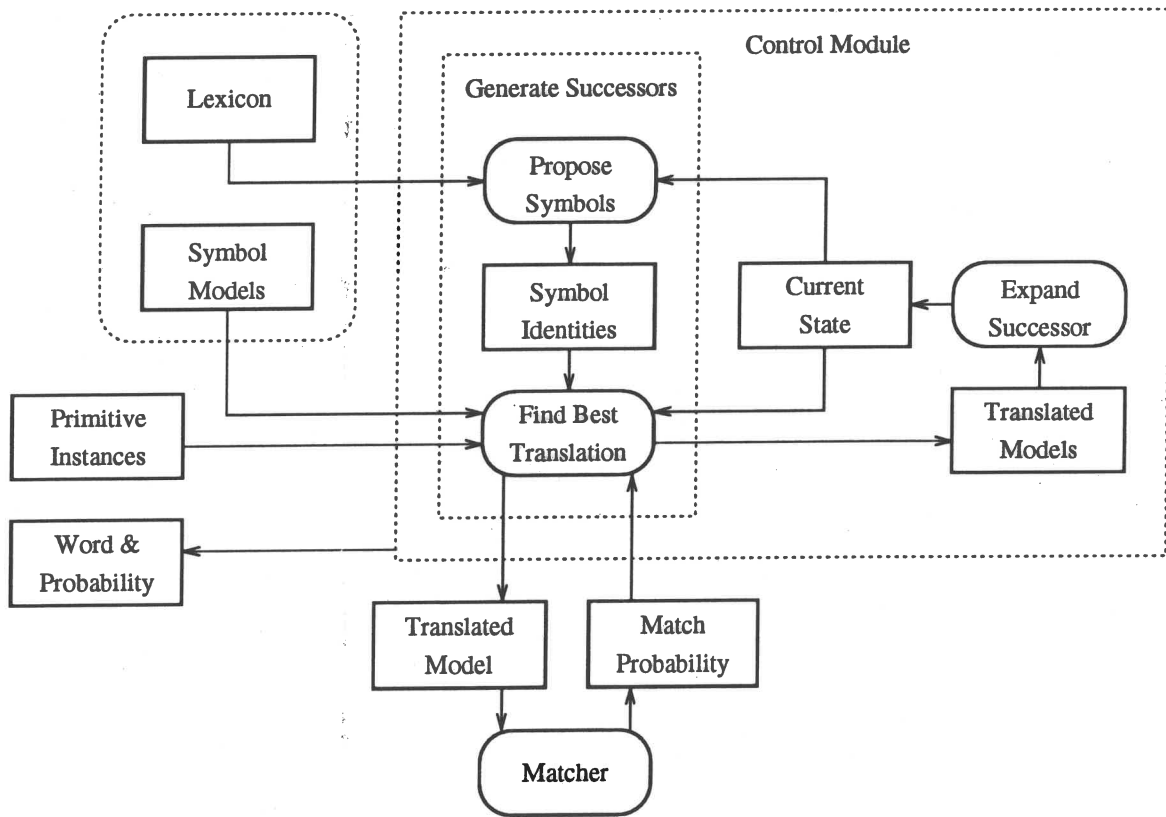 Control Module
Lexicon
Generate Successors
Propose
Symbols
Symbol
Models
Symbol
Identities
Current
State
Expand
Successor
Primitive
Instances
Find Best
Translation
Translated
Models
Word &
Probability
Translated
Model
Match
Probability
Matcher